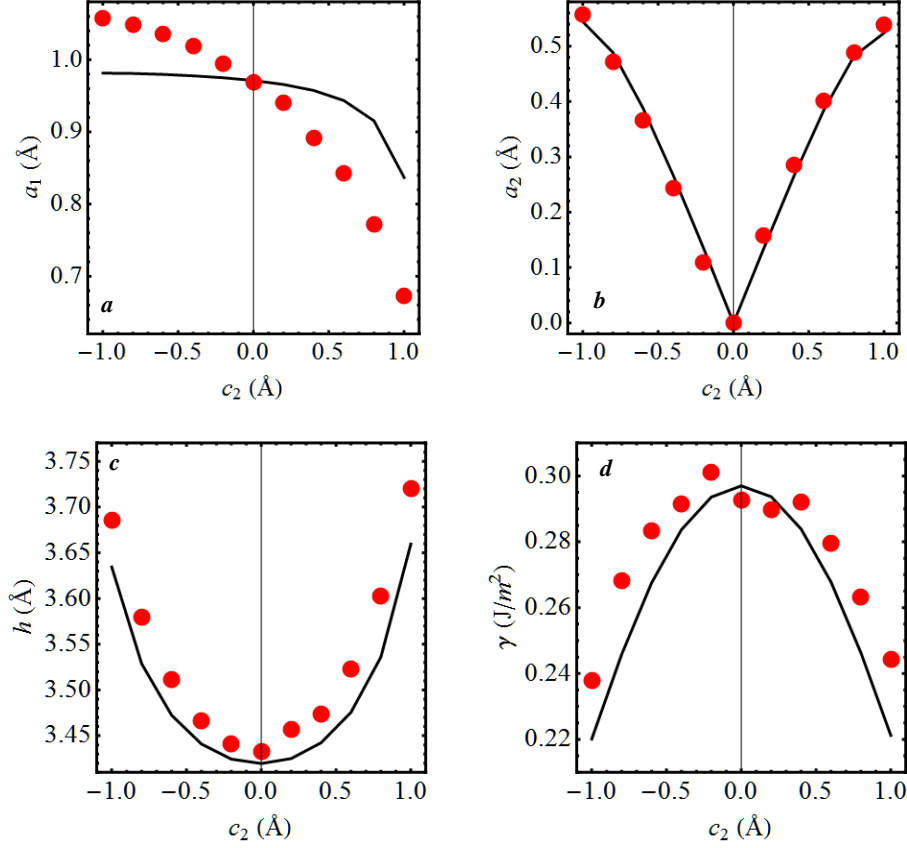 1.0
0.9
0.8
0.7
a₁ (Å)
a
−1.0 −0.5 0.0 0.5 1.0
c₂ (Å)
0.5
0.4
0.3
0.2
0.1
0.0
a₂ (Å)
b
−1.0 −0.5 0.0 0.5 1.0
c₂ (Å)
3.75
3.70
3.65
3.60
3.55
3.50
3.45
h (Å)
c
−1.0 −0.5 0.0 0.5 1.0
c₂ (Å)
0.30
0.28
0.26
0.24
0.22
γ (J/m²)
d
−1.0 −0.5 0.0 0.5 1.0
c₂ (Å)